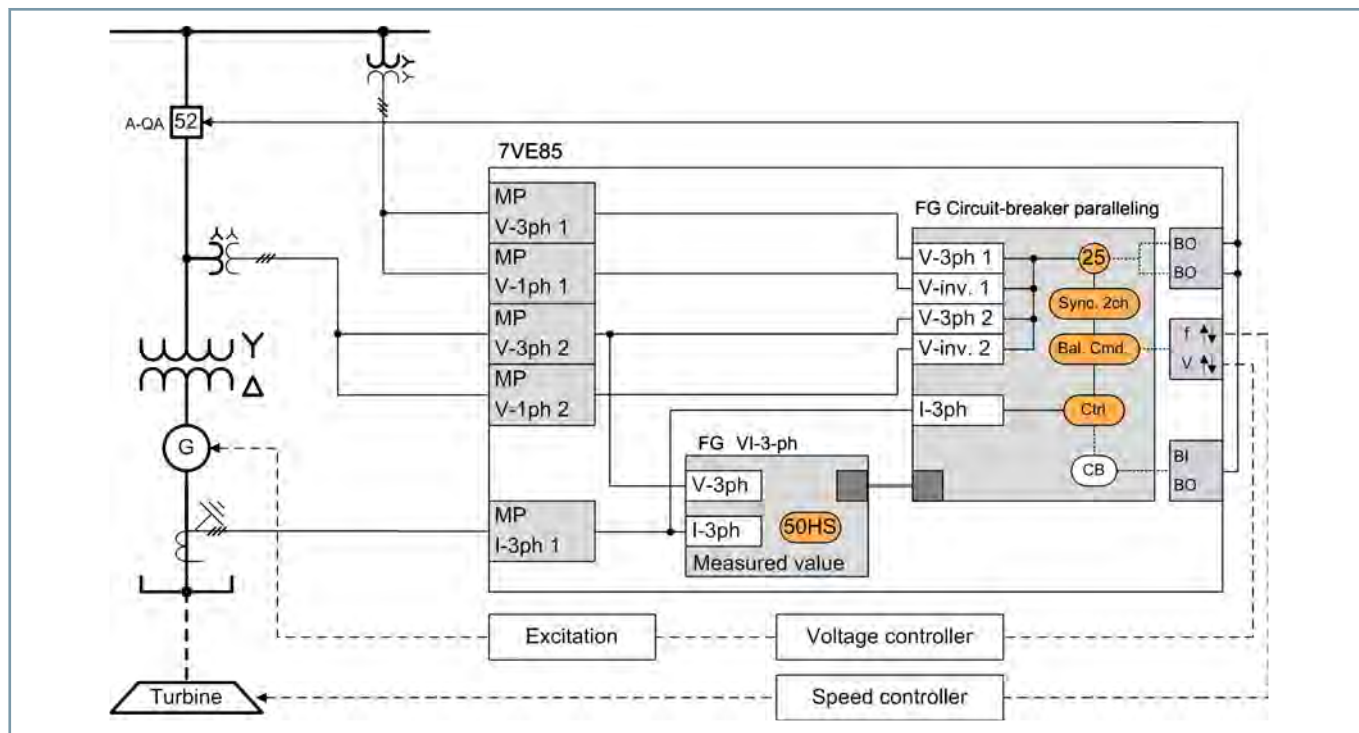 A-QA
52
7VE85
MP
V-3ph 1
MP
V-1ph 1
MP
V-3ph 2
MP
V-1ph 2
MP
I-3ph 1
FG VI-3-ph
V-3ph
I-3ph
50HS
Measured value
FG Circuit-breaker paralleling
V-3ph 1
V-inv. 1
V-3ph 2
V-inv. 2
I-3ph
25
Sync. 2ch
Bal. Cmd.
Ctrl
CB
BO
BO
f
V
BI
BO
G
Excitation
Voltage controller
Turbine
Speed controller